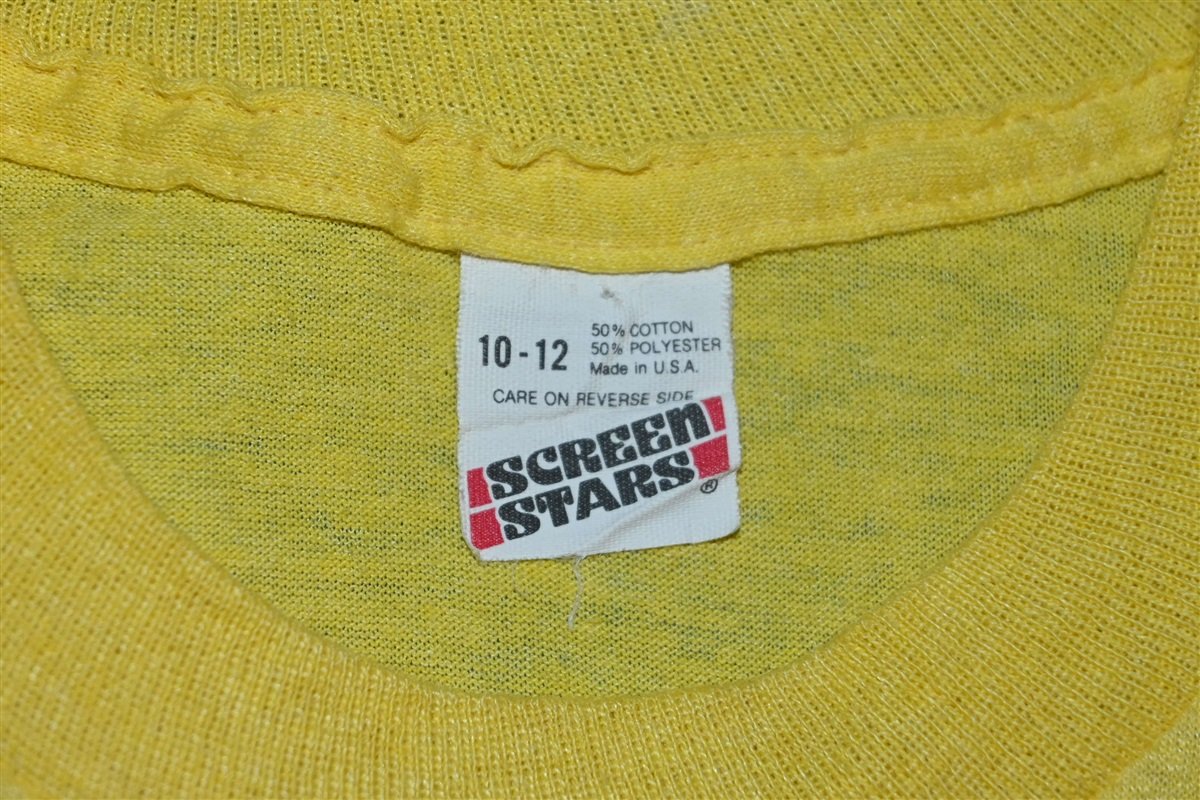 10-12
50% COTTON
50% POLYESTER
Made in U.S.A.
CARE ON REVERSE SIDE
SCREEN
STARS®